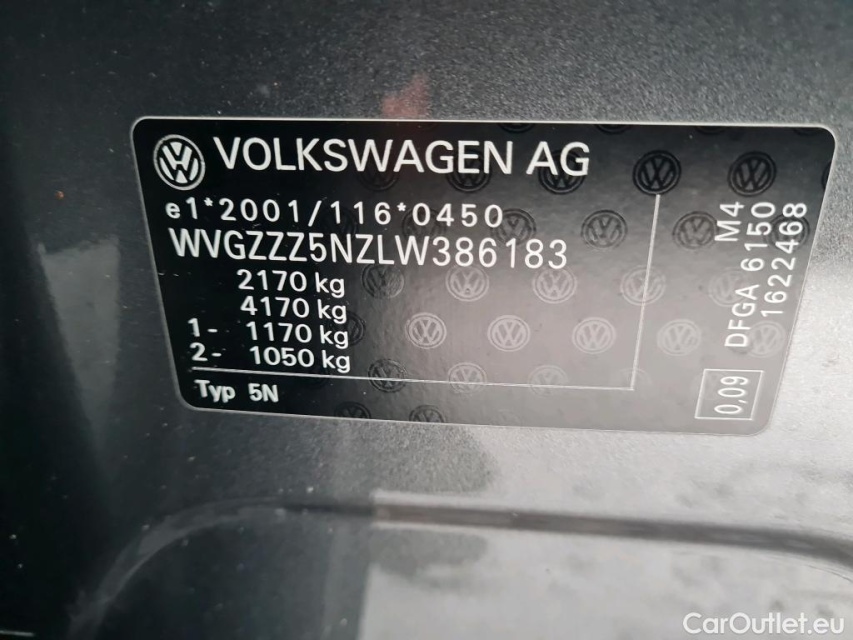 VOLKSWAGEN AG
e1*2001/116*0450
WVGZZZ5NZLW386183
2170 kg
4170 kg
1- 1170 kg
2- 1050 kg
Typ 5N
M4
DFGA 6150
1622468
0,09
CarOutlet.eu